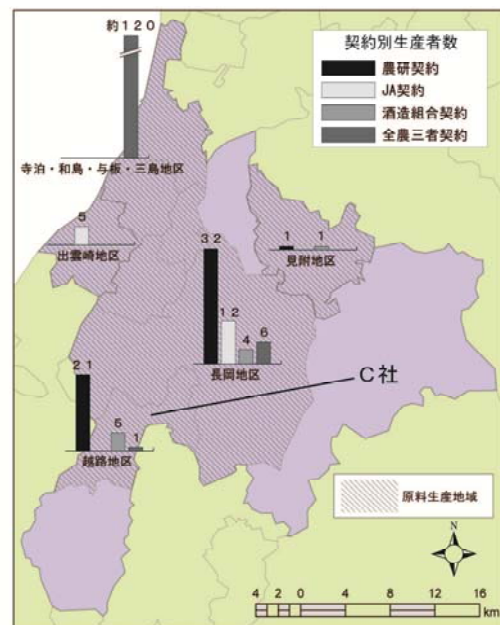 約120
契約別生産者数
農研契約
JA契約
酒造組合契約
全農三者契約
寺泊・和島・与板・三島地区
5
出雲崎地区
1 1
見附地区
32
12
4
6
長岡地区
C社
21
6
1
越路地区
原料生産地域
N
4 2 0 4 8 12 16
km